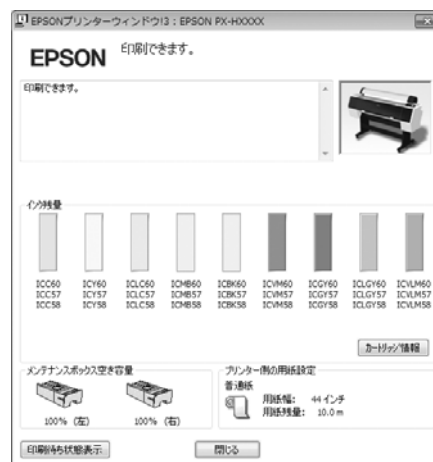 EPSONプリンターウィンドウ!3 : EPSON PX-HXXXX
EPSON
印刷できます。
印刷できます。
インク残量
ICC60 ICY60 ICLC60 ICMB60 ICBK60 ICVM60 ICGY60 ICLGY60 ICVLM60
ICC57 ICY57 ICLC57 ICMB57 ICBK57 ICVM57 ICGY57 ICLGY57 ICVLM57
ICC58 ICY58 ICLC58 ICMB58 ICBK58 ICVM58 ICGY58 ICLGY58 ICVLM58
カートリッジ情報
メンテナンスボックス空き容量
100% (左) 100% (右)
プリンター側の用紙設定
普通紙
用紙幅: 44 インチ
用紙残量: 10.0 m
印刷待ち状態表示
閉じる